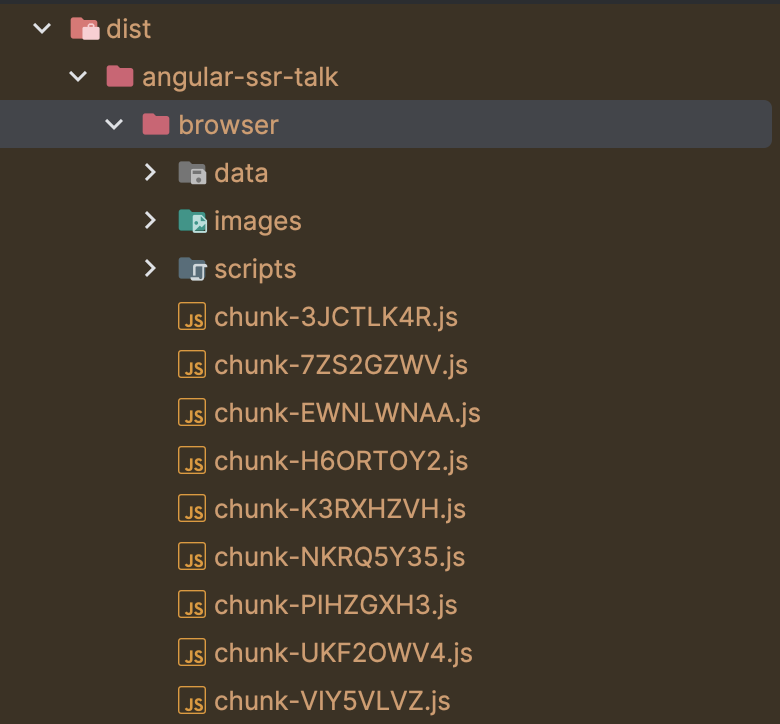 dist
angular-ssr-talk
browser
data
images
scripts
JS chunk-3JCTLK4R.js
JS chunk-7ZS2GZWV.js
JS chunk-EWNLWNAA.js
JS chunk-H6ORTOY2.js
JS chunk-K3RXHZVH.js
JS chunk-NKRQ5Y35.js
JS chunk-PIHZGXH3.js
JS chunk-UKF2OWV4.js
JS chunk-VIY5VLVZ.js